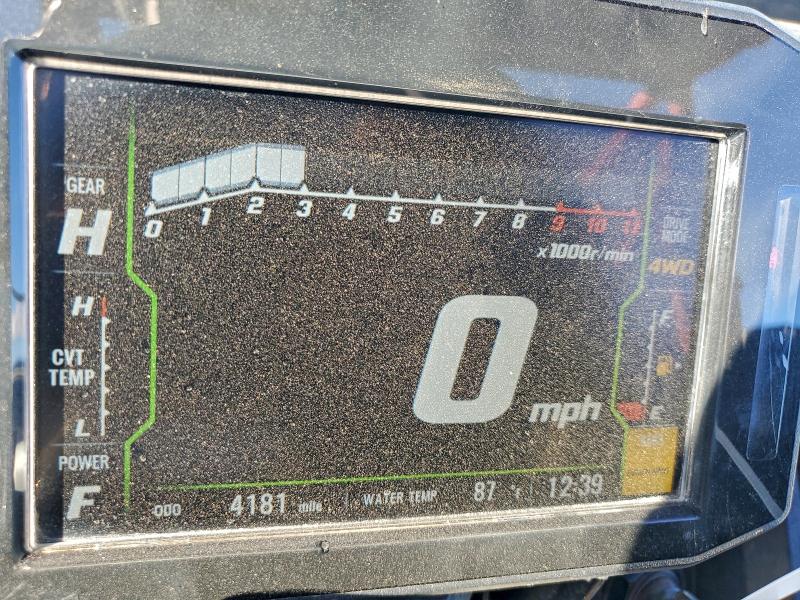 GEAR
H
0 1 2 3 4 5 6 7 8 9 10
x1000r/min
DRIVE
MODE
4WD
H
CVT
TEMP
L
F
E
0 mph
POWER
F
ODO 4181 mile WATER TEMP 87 12:39